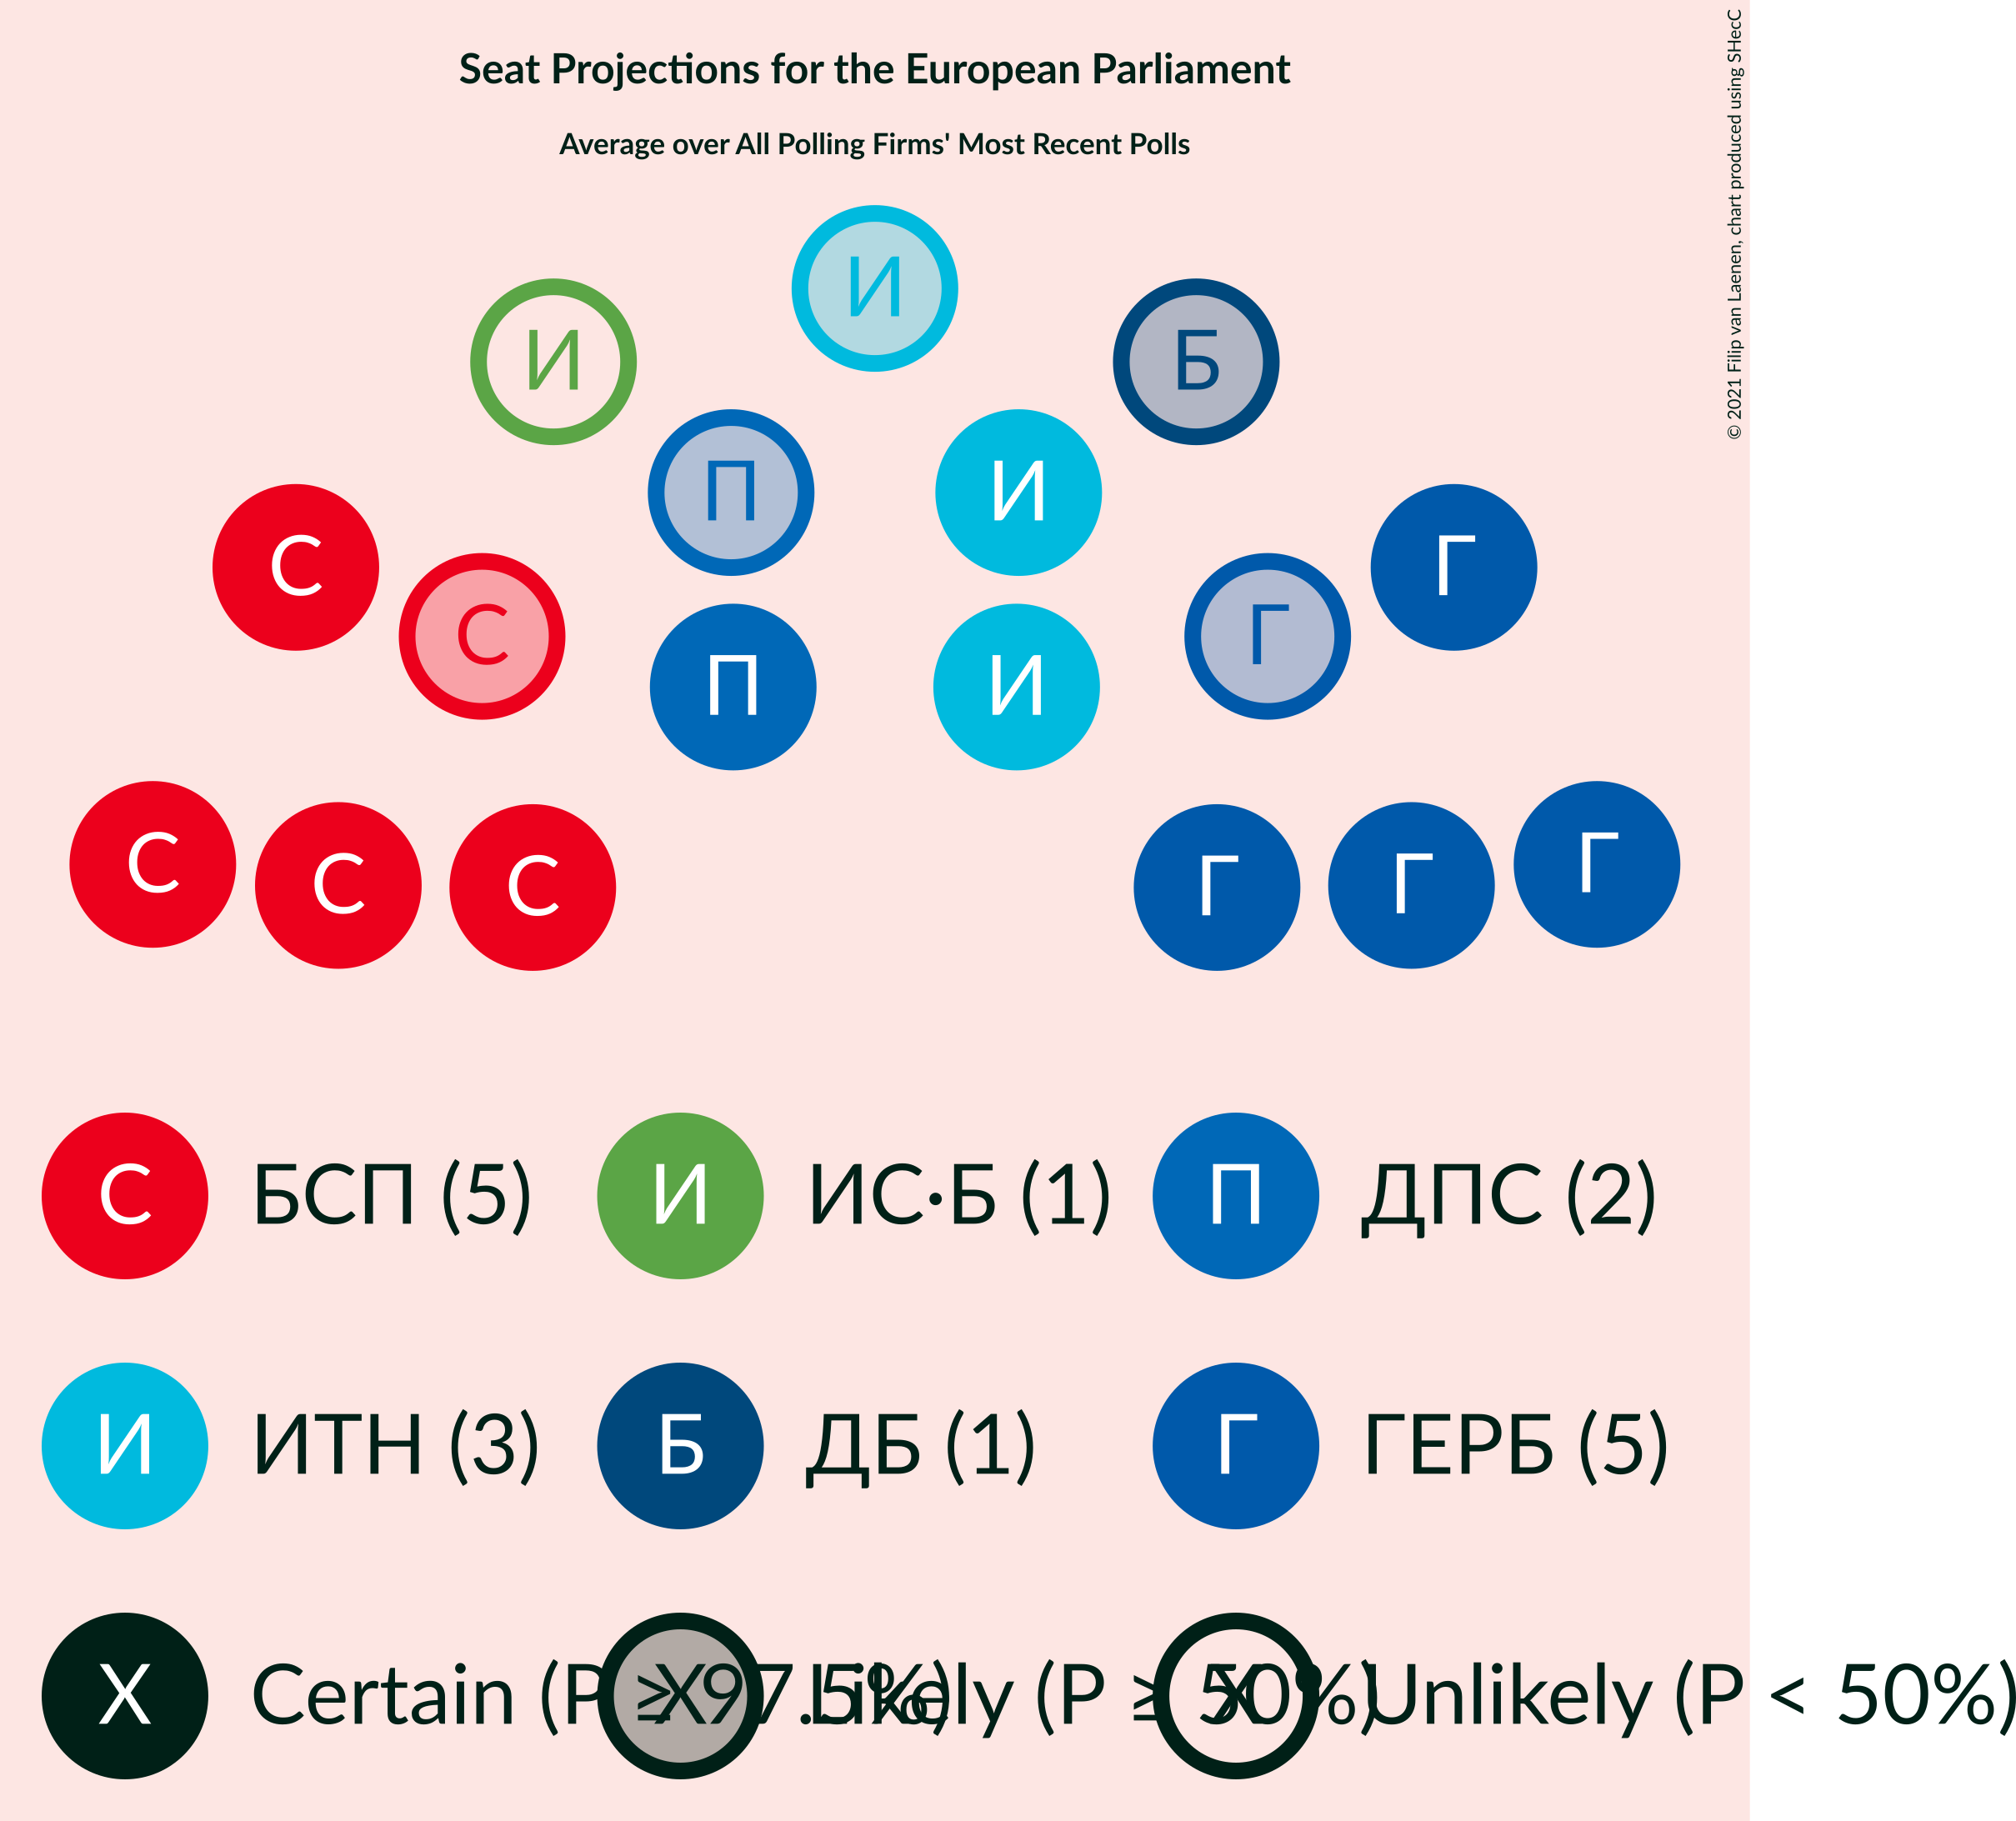 Seat Projections for the European Parliament
Average over All Polling Firms' Most Recent Polls
© 2021 Filip van Laenen, chart produced using SHecC
И
И
Б
П
И
С
Г
С
Г
П
И
С
С
С
Г
Г
Г
С БСП (5) И ИС•Б (1) П ДПС (2)
И ИТН (3) Б ДБ (1) Г ГЕРБ (5)
X Certain (P ≥ 97.5%) X Likely (P ≥ 50%) X Unlikely (P < 50%)